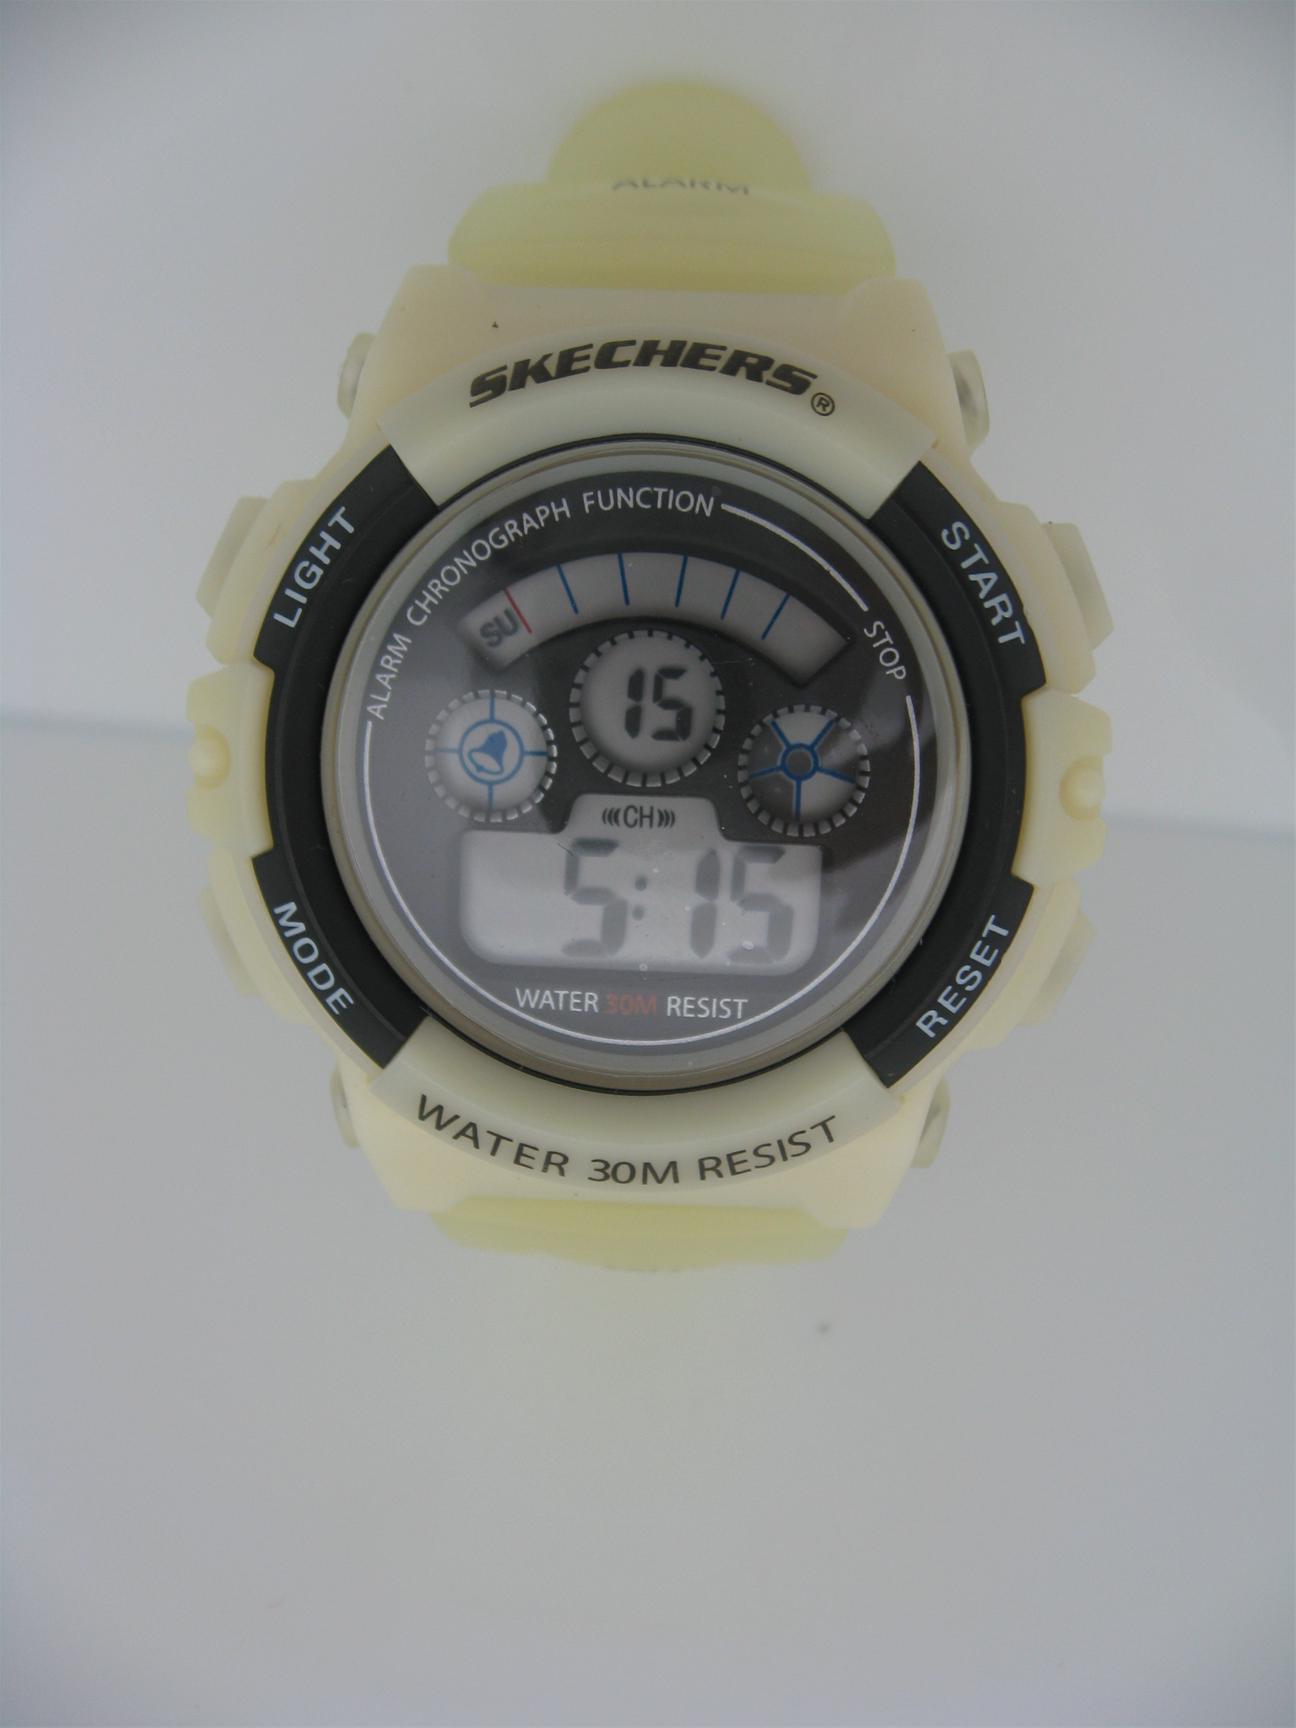 ALARM
SKECHERS®
LIGHT
START
ALARM CHRONOGRAPH FUNCTION
STOP
SU
15
CH
5:15
WATER 30M RESIST
MODE
RESET
WATER 30M RESIST